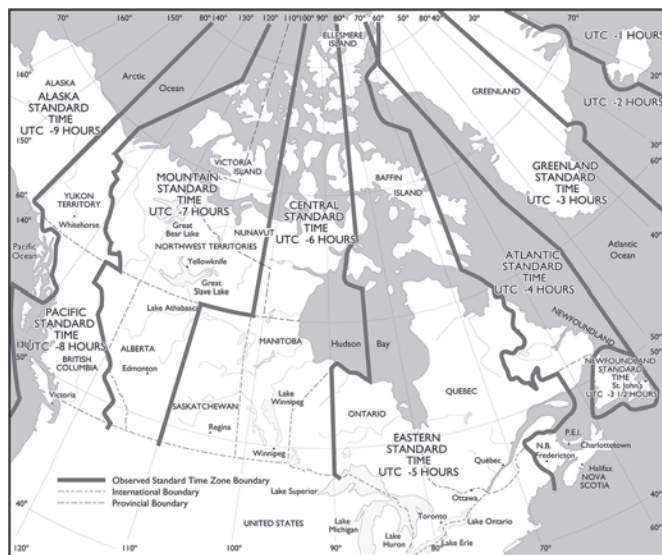 70°
80°
120°
110°
100°
90°
80°
60°
30°
70°
160°
ALASKA
ALASKA
STANDARD
TIME
UTC -9 HOURS
Arctic
Ocean
ELLESMERE
ISLAND
GREENLAND
UTC -1 HOURS
20°
UTC -2 HOURS
150°
140°
60°
YUKON
TERRITORY
Whitehorse
Pacific
Ocean
MOUNTAIN
STANDARD
TIME
UTC -7 HOURS
VICTORIA
ISLAND
Great
Bear Lake
NUNAVUT
NORTHWEST TERRITORIES
Yellowknife
Great
Slave Lake
CENTRAL
STANDARD
TIME
UTC -6 HOURS
BAFFIN
ISLAND
GREENLAND
STANDARD
TIME
UTC -3 HOURS
30°
60°
40°
Atlantic
Ocean
ATLANTIC
STANDARD
TIME
UTC -4 HOURS
PACIFIC
STANDARD
TIME
UTC -8 HOURS
BRITISH
COLUMBIA
Victoria
50°
Lake Athabasca
ALBERTA
Edmonton
SASKATCHEWAN
Regina
MANITOBA
Lake
Winnipeg
Winnipeg
Hudson
Bay
ONTARIO
QUEBEC
EASTERN
STANDARD
TIME
UTC -5 HOURS
NEWFOUNDLAND
NEWFOUNDLAND
STANDARD
TIME
St. John's
UTC -3 1/2 HOURS
50°
50°
N.B.
Fredericton
P.E.I.
Charlottetown
Halifax
NOVA
SCOTIA
Québec
Ottawa
Toronto
Lake Ontario
Lake Erie
Lake
Huron
Lake
Michigan
Lake Superior
UNITED STATES
Observed Standard Time Zone Boundary
International Boundary
Provincial Boundary
40°
40°
120°
110°
100°
90°
80°
70°
60°